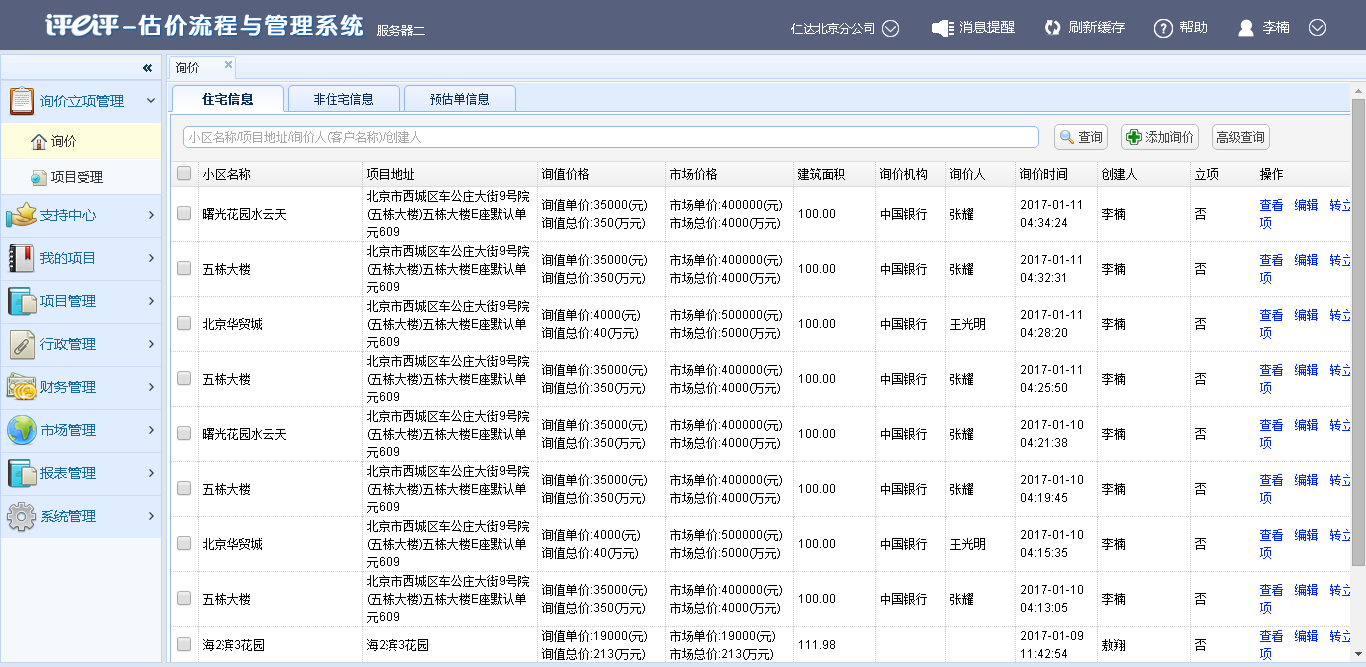 评e评-估价流程与管理系统 服务器二 仁达北京分公司 消息提醒 刷新缓存 帮助 李楠
询价
询价立项管理
询价
项目受理
支持中心
我的项目
项目管理
行政管理
财务管理
市场管理
报表管理
系统管理
住宅信息 非住宅信息 预估单信息
小区名称/项目地址/询价人(客户名称)/创建人 查询 添加询价 高级查询
小区名称 项目地址 询值价格 市场价格 建筑面积 询价机构 询价人 询价时间 创建人 立项 操作
曙光花园水云天 北京市西城区车公庄大街9号院
(五栋大楼)五栋大楼E座默认单
元609 询值单价:35000(元)
询值总价:350(万元) 市场单价:400000(元)
市场总价:4000(万元) 100.00 中国银行 张耀 2017-01-11
04:34:24 李楠 否 查看 编辑 转立
项
五栋大楼 北京市西城区车公庄大街9号院
(五栋大楼)五栋大楼E座默认单
元609 询值单价:35000(元)
询值总价:350(万元) 市场单价:400000(元)
市场总价:4000(万元) 100.00 中国银行 张耀 2017-01-11
04:32:31 李楠 否 查看 编辑 转立
项
北京华贸城 北京市西城区车公庄大街9号院
(五栋大楼)五栋大楼E座默认单
元609 询值单价:4000(元)
询值总价:40(万元) 市场单价:500000(元)
市场总价:5000(万元) 100.00 中国银行 王光明 2017-01-11
04:28:20 李楠 否 查看 编辑 转立
项
五栋大楼 北京市西城区车公庄大街9号院
(五栋大楼)五栋大楼E座默认单
元609 询值单价:35000(元)
询值总价:350(万元) 市场单价:400000(元)
市场总价:4000(万元) 100.00 中国银行 张耀 2017-01-11
04:25:50 李楠 否 查看 编辑 转立
项
曙光花园水云天 北京市西城区车公庄大街9号院
(五栋大楼)五栋大楼E座默认单
元609 询值单价:35000(元)
询值总价:350(万元) 市场单价:400000(元)
市场总价:4000(万元) 100.00 中国银行 张耀 2017-01-10
04:21:38 李楠 否 查看 编辑 转立
项
五栋大楼 北京市西城区车公庄大街9号院
(五栋大楼)五栋大楼E座默认单
元609 询值单价:35000(元)
询值总价:350(万元) 市场单价:400000(元)
市场总价:4000(万元) 100.00 中国银行 张耀 2017-01-10
04:19:45 李楠 否 查看 编辑 转立
项
北京华贸城 北京市西城区车公庄大街9号院
(五栋大楼)五栋大楼E座默认单
元609 询值单价:4000(元)
询值总价:40(万元) 市场单价:500000(元)
市场总价:5000(万元) 100.00 中国银行 王光明 2017-01-10
04:15:35 李楠 否 查看 编辑 转立
项
五栋大楼 北京市西城区车公庄大街9号院
(五栋大楼)五栋大楼E座默认单
元609 询值单价:35000(元)
询值总价:350(万元) 市场单价:400000(元)
市场总价:4000(万元) 100.00 中国银行 张耀 2017-01-10
04:13:05 李楠 否 查看 编辑 转立
项
海2滨3花园 海2滨3花园 询值单价:19000(元)
询值总价:213(万元) 市场单价:19000(元)
市场总价:213(万元) 111.98 2017-01-09
11:42:54 敖翔 否 查看 编辑 转立
项